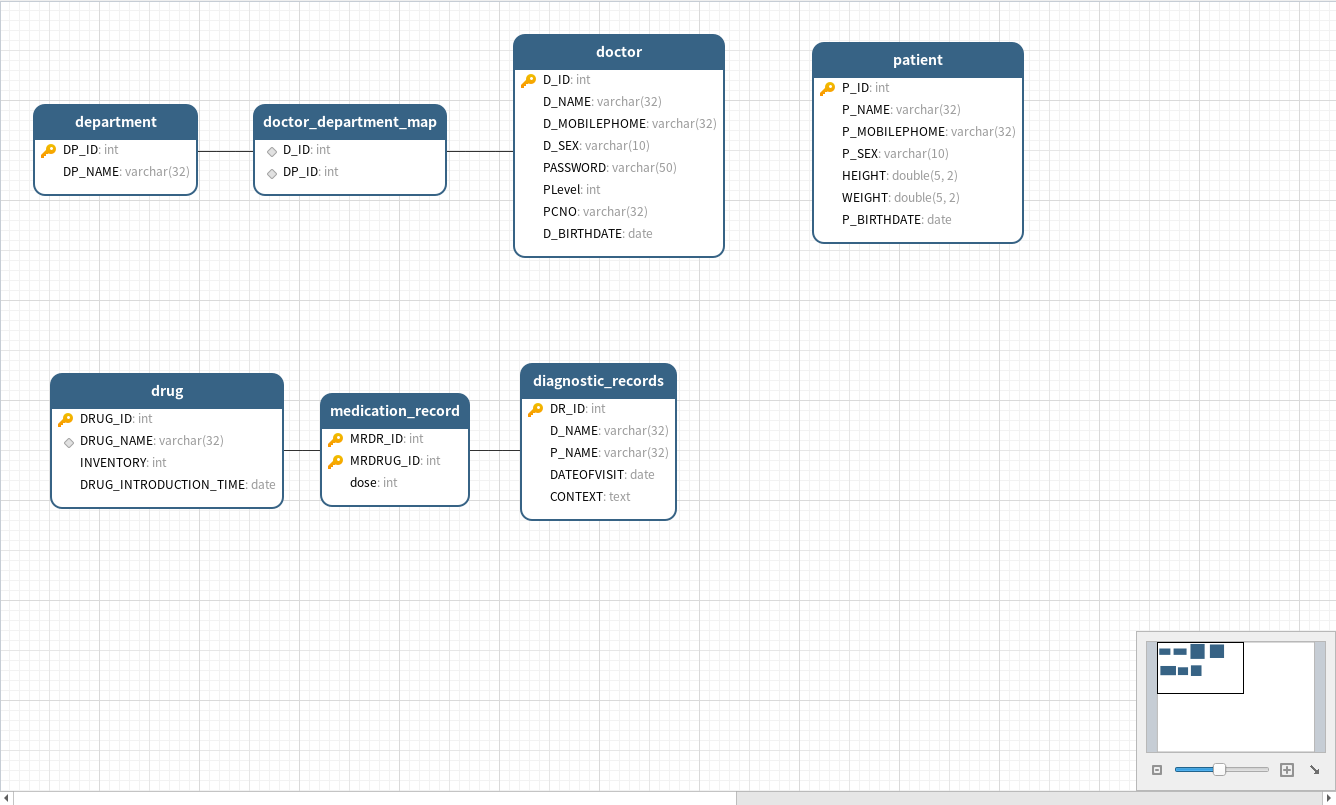 department
DP_ID: int
DP_NAME: varchar(32)
doctor_department_map
D_ID: int
DP_ID: int
doctor
D_ID: int
D_NAME: varchar(32)
D_MOBILEPHOME: varchar(32)
D_SEX: varchar(10)
PASSWORD: varchar(50)
PLevel: int
PCNO: varchar(32)
D_BIRTHDATE: date
patient
P_ID: int
P_NAME: varchar(32)
P_MOBILEPHOME: varchar(32)
P_SEX: varchar(10)
HEIGHT: double(5, 2)
WEIGHT: double(5, 2)
P_BIRTHDATE: date
drug
DRUG_ID: int
DRUG_NAME: varchar(32)
INVENTORY: int
DRUG_INTRODUCTION_TIME: date
medication_record
MRDR_ID: int
MRDRUG_ID: int
dose: int
diagnostic_records
DR_ID: int
D_NAME: varchar(32)
P_NAME: varchar(32)
DATEOFVISIT: date
CONTEXT: text